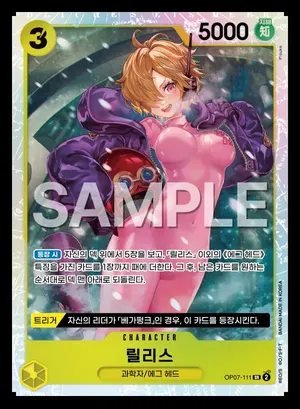 3
5000
지혜
知
SAMPLE
등장 시 자신의 덱 위에서 5장을 보고, 「릴리스」 이외의 《에그 헤드》
특징을 가진 카드를 1장까지 패에 더한다. 그 후, 남은 카드를 원하는
순서대로 덱 맨 아래로 되돌린다.
트리거 자신의 리더가 「베가펑크」인 경우, 이 카드를 등장시킨다.
CHARACTER
릴리스
과학자/에그 헤드
OP07-111 SR 2